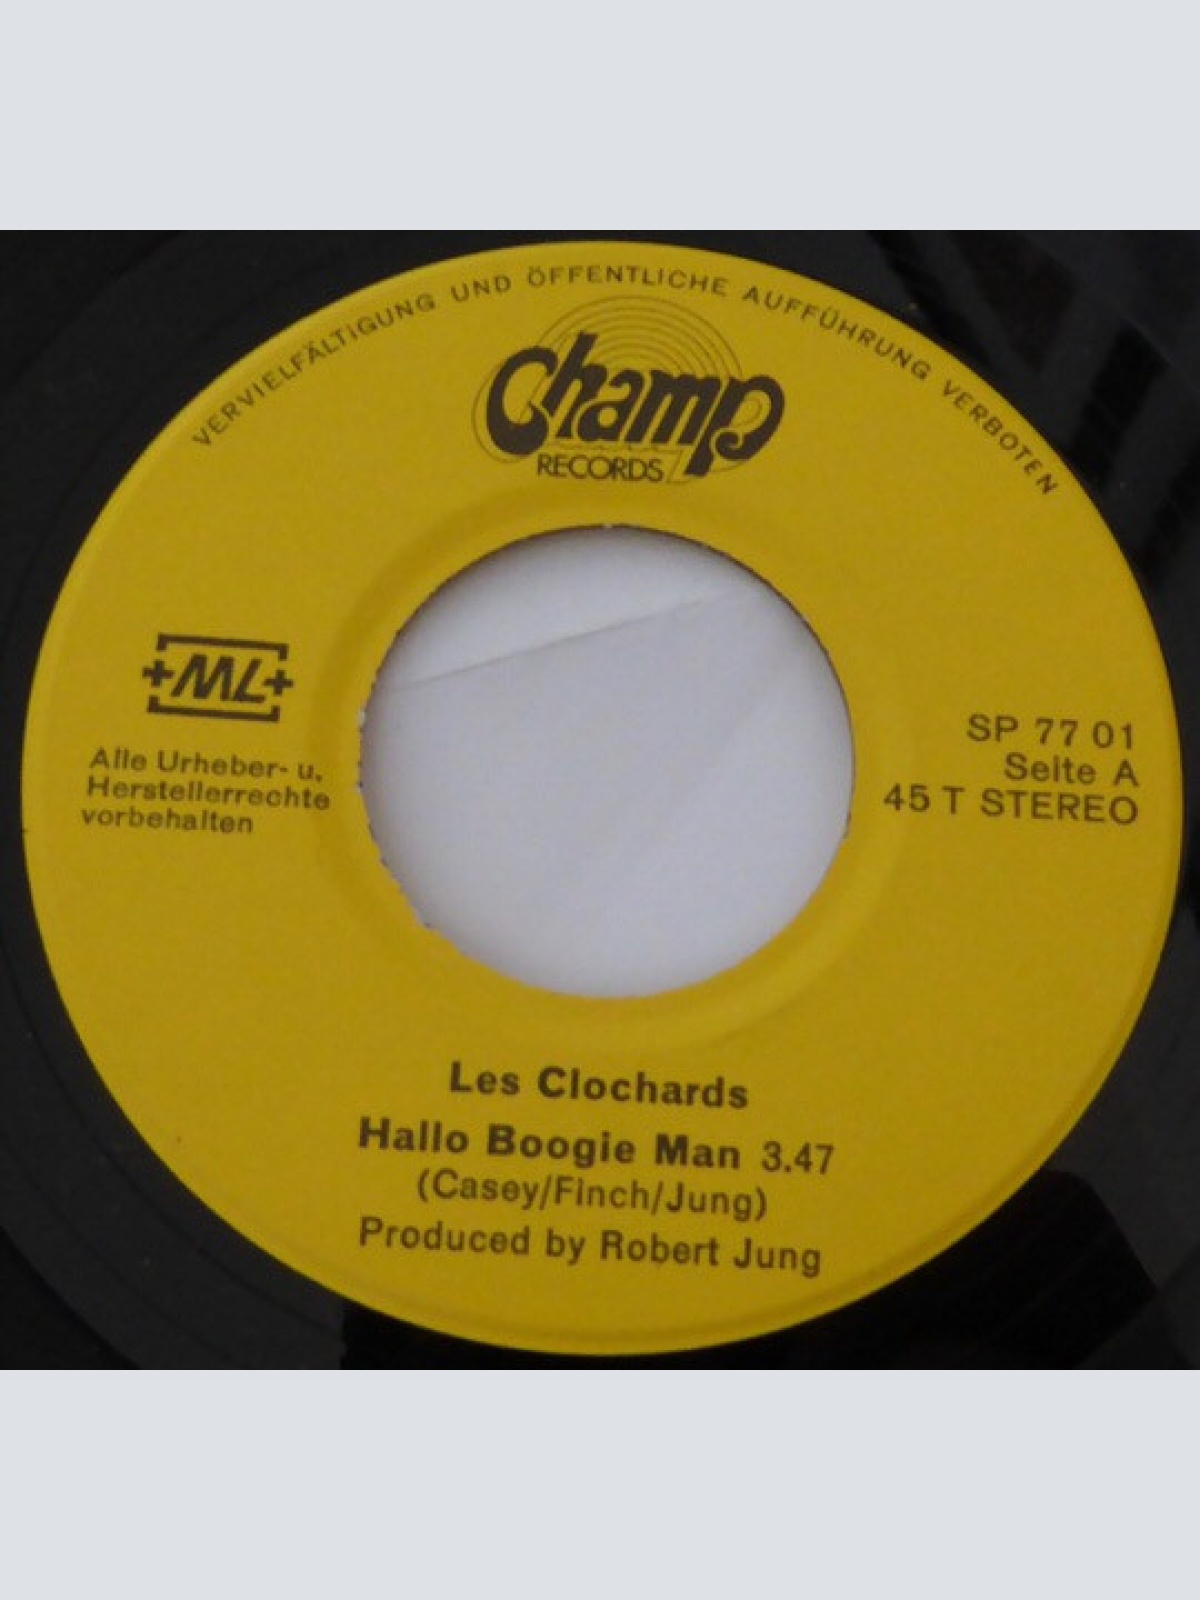 VERVIELFÄLTIGUNG UND ÖFFENTLICHE AUFFÜHRUNG VERBOTEN
Champ
RECORDS
+ML+
Alle Urheber- u.
Herstellerrechte
vorbehalten
SP 77 01
Seite A
45 T STEREO
Les Clochards
Hallo Boogie Man 3.47
(Casey/Finch/Jung)
Produced by Robert Jung